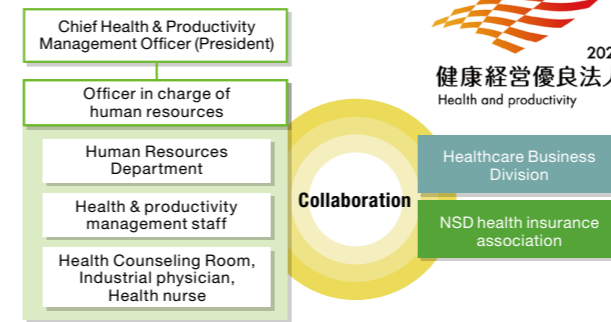 Chief Health & Productivity
Management Officer (President)
Officer in charge of
human resources
Human Resources
Department
Health & productivity
management staff
Health Counseling Room,
Industrial physician,
Health nurse
Collaboration
健康経営優良法
Health and productivity
Healthcare Business
Division
NSD health insurance
association